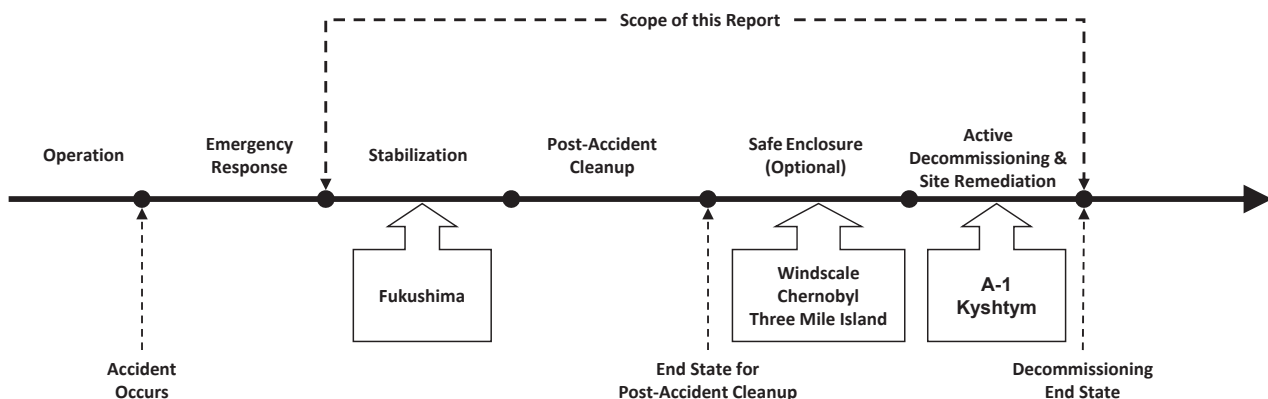 Scope of this Report
Operation
Emergency
Response
Stabilization
Post-Accident
Cleanup
Safe Enclosure
(Optional)
Active
Decommissioning &
Site Remediation
Fukushima
Windscale
Chernobyl
Three Mile Island
A-1
Kyshtym
Accident
Occurs
End State for
Post-Accident Cleanup
Decommissioning
End State